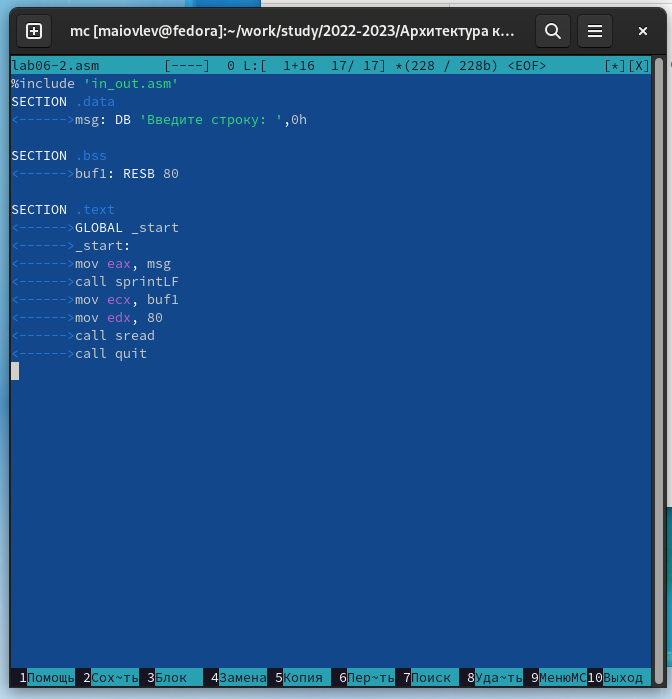 mc [maiovlev@fedora]:~/work/study/2022-2023/Архитектура к…
lab06-2.asm        [----]  0 L:[  1+16  17/ 17] *(228 / 228b) <EOF>       [*][X]
%include 'in_out.asm'
SECTION .data
<------>msg: DB 'Введите строку: ',0h
SECTION .bss
<------>buf1: RESB 80
SECTION .text
<------>GLOBAL _start
<------>_start:
<------>mov eax, msg
<------>call sprintLF
<------>mov ecx, buf1
<------>mov edx, 80
<------>call sread
<------>call quit
1Помощь 2Сох~ть 3Блок 4Замена 5Копия 6Пер~ть 7Поиск 8Уда~ть 9МенюМС 10Выход